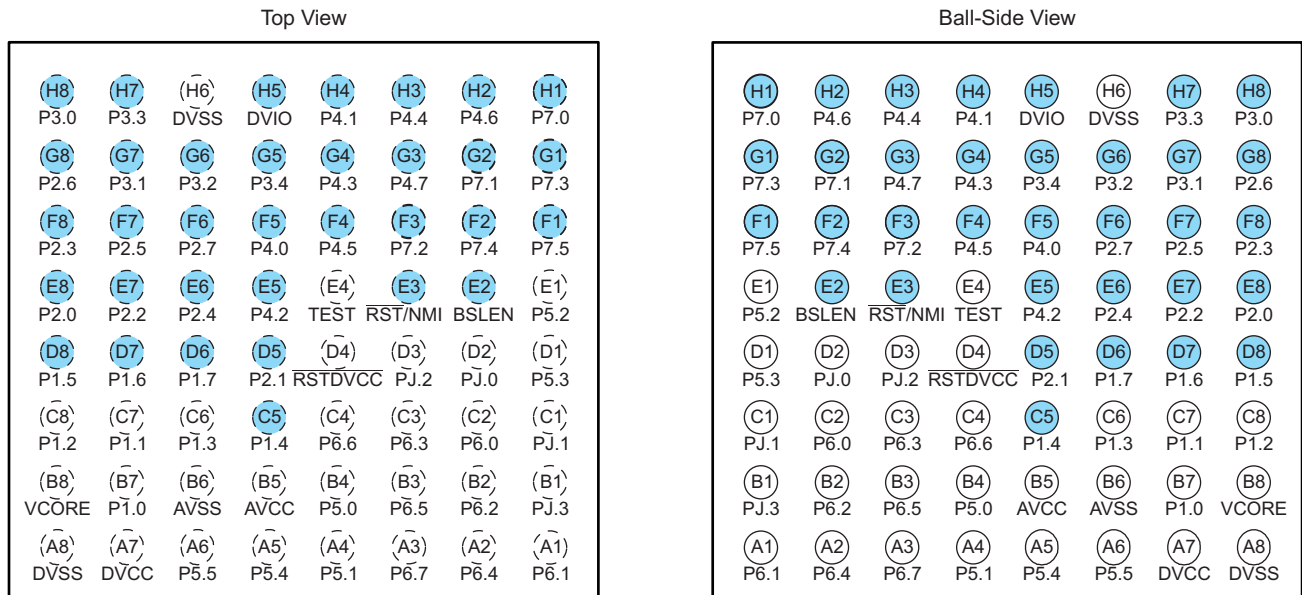 Top View Ball-Side View
H8 H7 H6 H5 H4 H3 H2 H1 H1 H2 H3 H4 H5 H6 H7 H8
P3.0 P3.3 DVSS DVIO P4.1 P4.4 P4.6 P7.0 P7.0 P4.6 P4.4 P4.1 DVIO DVSS P3.3 P3.0
G8 G7 G6 G5 G4 G3 G2 G1 G1 G2 G3 G4 G5 G6 G7 G8
P2.6 P3.1 P3.2 P3.4 P4.3 P4.7 P7.1 P7.3 P7.3 P7.1 P4.7 P4.3 P3.4 P3.2 P3.1 P2.6
F8 F7 F6 F5 F4 F3 F2 F1 F1 F2 F3 F4 F5 F6 F7 F8
P2.3 P2.5 P2.7 P4.0 P4.5 P7.2 P7.4 P7.5 P7.5 P7.4 P7.2 P4.5 P4.0 P2.7 P2.5 P2.3
E8 E7 E6 E5 E4 E3 E2 E1 E1 E2 E3 E4 E5 E6 E7 E8
P2.0 P2.2 P2.4 P4.2 TEST RST/NMI BSLEN P5.2 P5.2 BSLEN RST/NMI TEST P4.2 P2.4 P2.2 P2.0
D8 D7 D6 D5 D4 D3 D2 D1 D1 D2 D3 D4 D5 D6 D7 D8
P1.5 P1.6 P1.7 P2.1 RSTDVCC PJ.2 PJ.0 P5.3 P5.3 PJ.0 PJ.2 RSTDVCC P2.1 P1.7 P1.6 P1.5
C8 C7 C6 C5 C4 C3 C2 C1 C1 C2 C3 C4 C5 C6 C7 C8
P1.2 P1.1 P1.3 P1.4 P6.6 P6.3 P6.0 PJ.1 PJ.1 P6.0 P6.3 P6.6 P1.4 P1.3 P1.1 P1.2
B8 B7 B6 B5 B4 B3 B2 B1 B1 B2 B3 B4 B5 B6 B7 B8
VCORE P1.0 AVSS AVCC P5.0 P6.5 P6.2 PJ.3 PJ.3 P6.2 P6.5 P5.0 AVCC AVSS P1.0 VCORE
A8 A7 A6 A5 A4 A3 A2 A1 A1 A2 A3 A4 A5 A6 A7 A8
DVSS DVCC P5.5 P5.4 P5.1 P6.7 P6.4 P6.1 P6.1 P6.4 P6.7 P5.1 P5.4 P5.5 DVCC DVSS